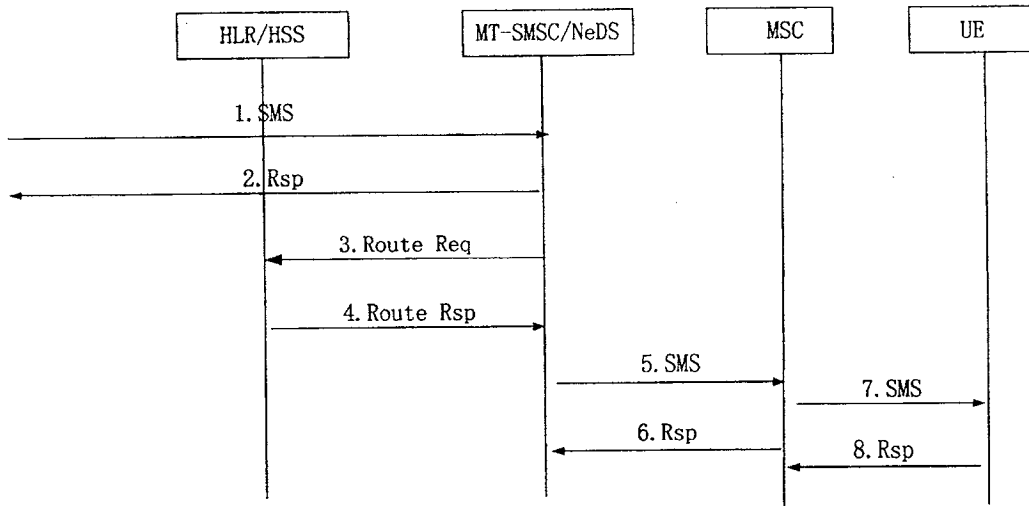 HLR/HSS
MT-SMSC/NeDS
MSC
UE
1.SMS
2.Rsp
3.Route Req
4.Route Rsp
5.SMS
7.SMS
6.Rsp
8.Rsp